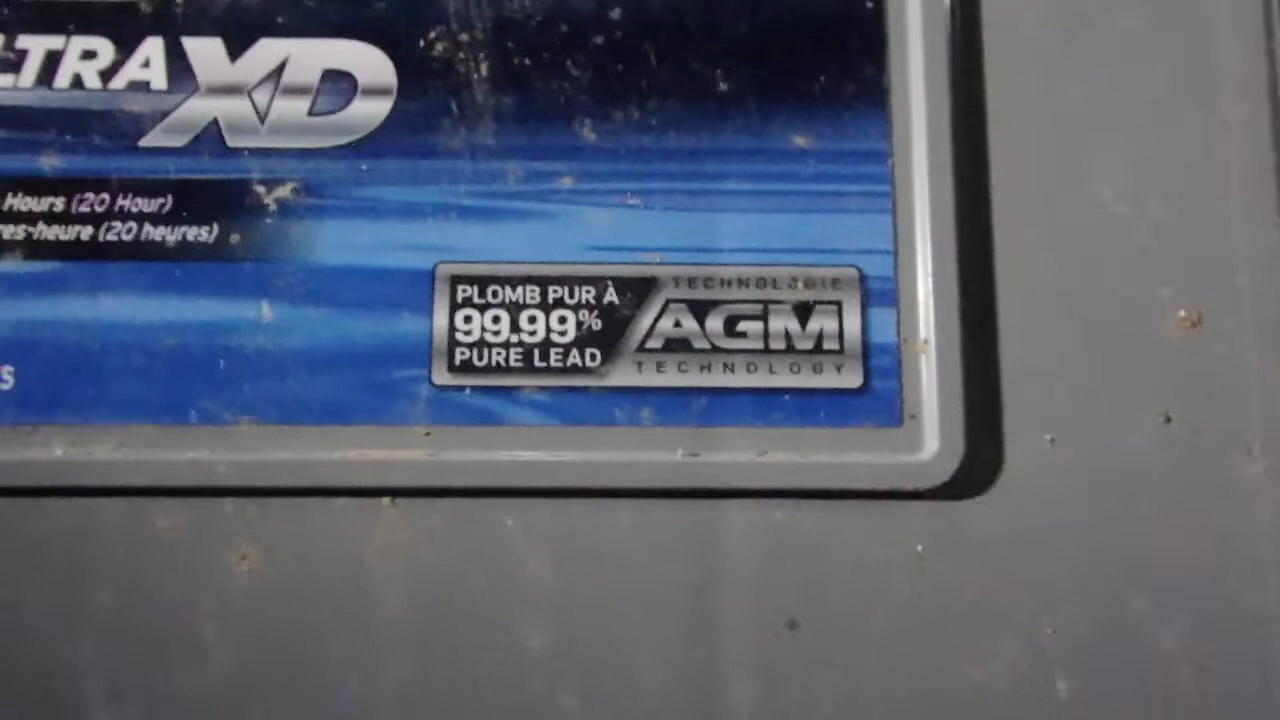 LTRA XD
Hours (20 Hour)
res-heure (20 heures)
PLOMB PUR À
99.99%
PURE LEAD
TECHNOLOGIE
AGM
TECHNOLOGY
S